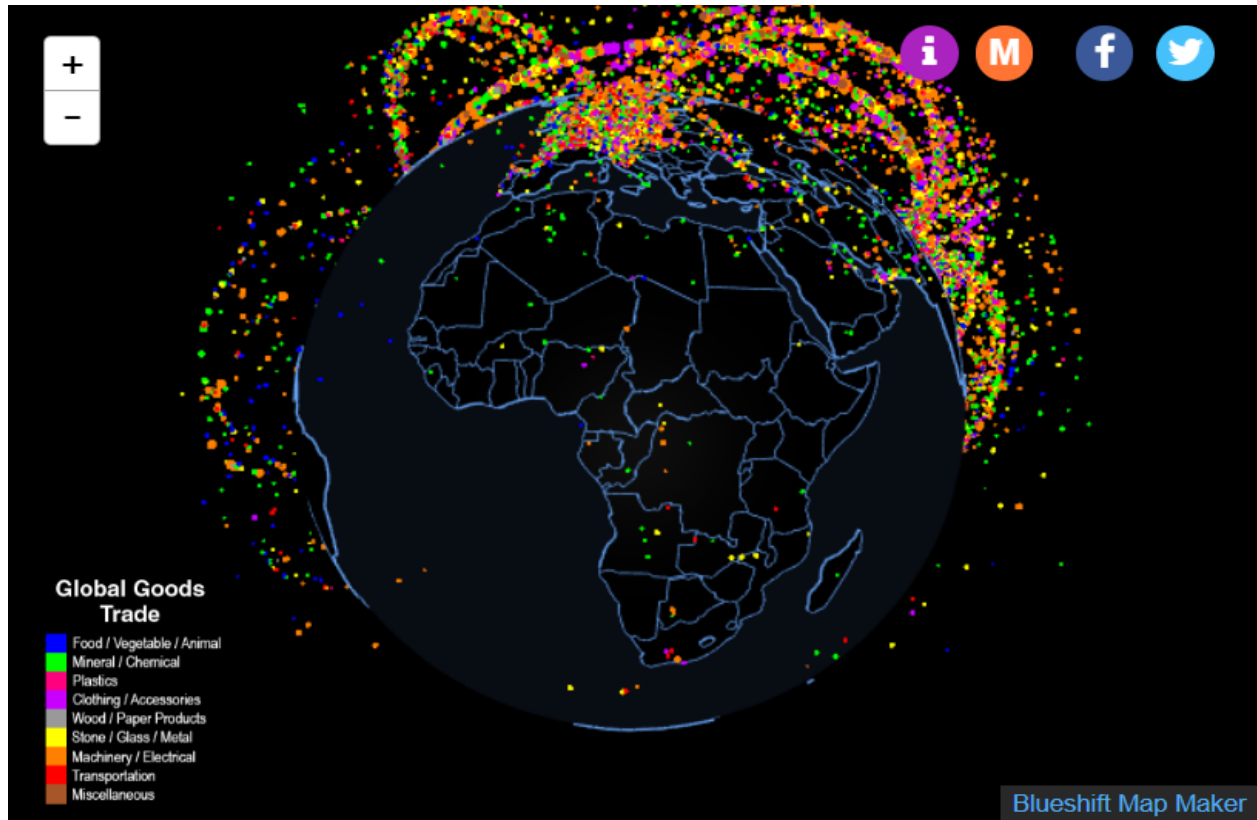 +
−
i
M
f
Global Goods
Trade
Food / Vegetable / Animal
Mineral / Chemical
Plastics
Clothing / Accessories
Wood / Paper Products
Stone / Glass / Metal
Machinery / Electrical
Transportation
Miscellaneous
Blueshift Map Maker